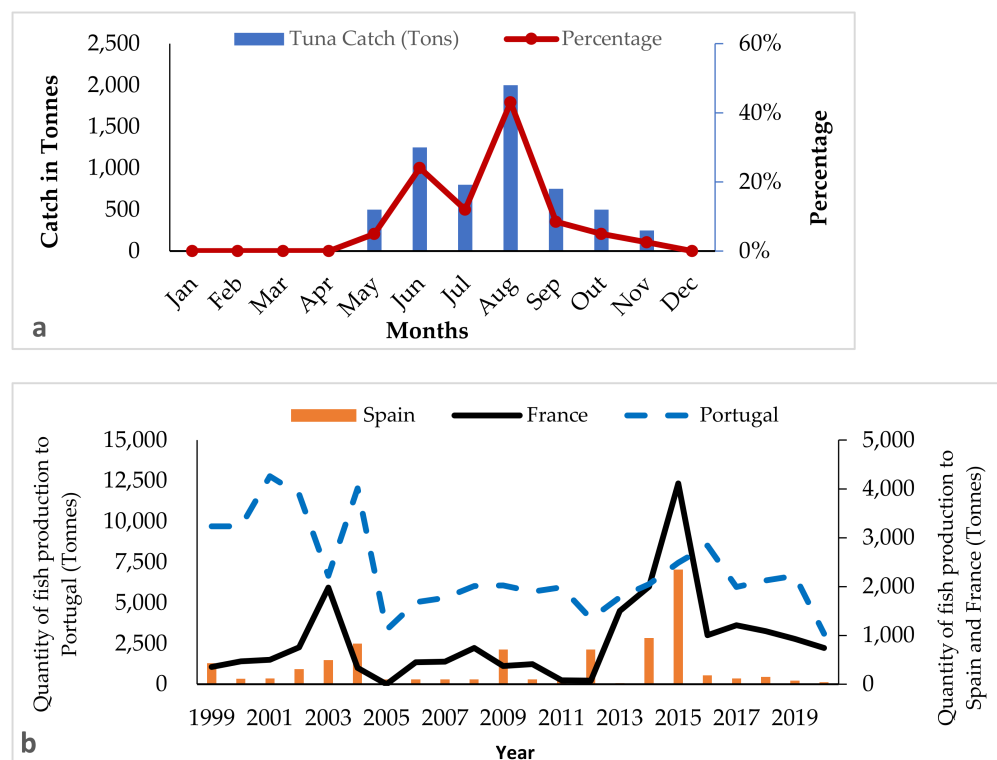 Tuna Catch (Tons) Percentage
Catch in Tonnes
2,500
2,000
1,500
1,000
500
0
60%
40%
20%
0%
Percentage
Jan Feb Mar Apr May Jun Jul Aug Sep Out Nov Dec
Months
a
Spain France Portugal
Quantity of fish production to
Portugal (Tonnes)
15,000
12,500
10,000
7,500
5,000
2,500
0
5,000
4,000
3,000
2,000
1,000
0
Quantity of fish production to
Spain and France (Tonnes)
1999 2001 2003 2005 2007 2009 2011 2013 2015 2017 2019
Year
b